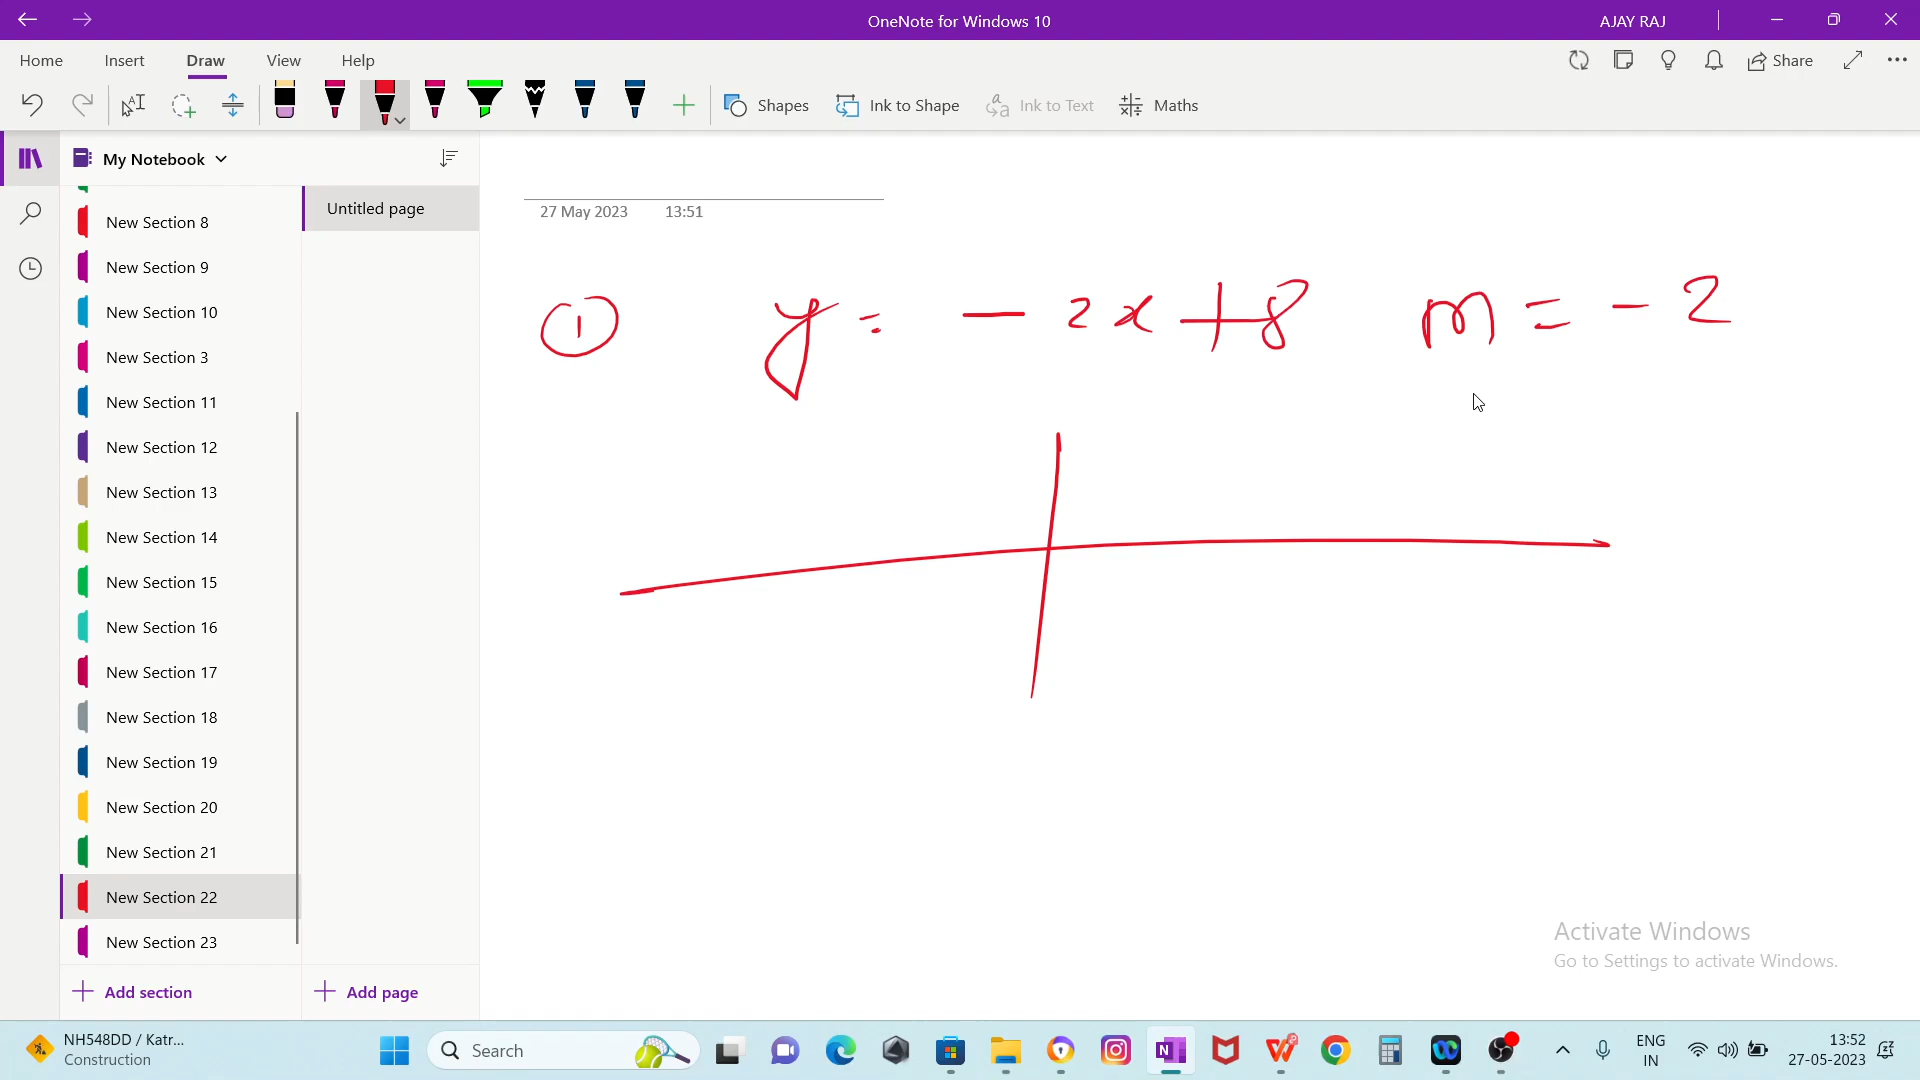 OneNote for Windows 10
AJAY RAJ
Home Insert Draw View Help
Share
Shapes Ink to Shape Ink to Text Maths
My Notebook
Untitled page
New Section 8
New Section 9
New Section 10
New Section 3
New Section 11
New Section 12
New Section 13
New Section 14
New Section 15
New Section 16
New Section 17
New Section 18
New Section 19
New Section 20
New Section 21
New Section 22
New Section 23
Add section
Add page
27 May 2023 13:51
① y = - 2x + 8 m = - 2
Activate Windows
Go to Settings to activate Windows.
NH548DD / Katr...
Construction
Search
ENG
IN
13:52
27-05-2023